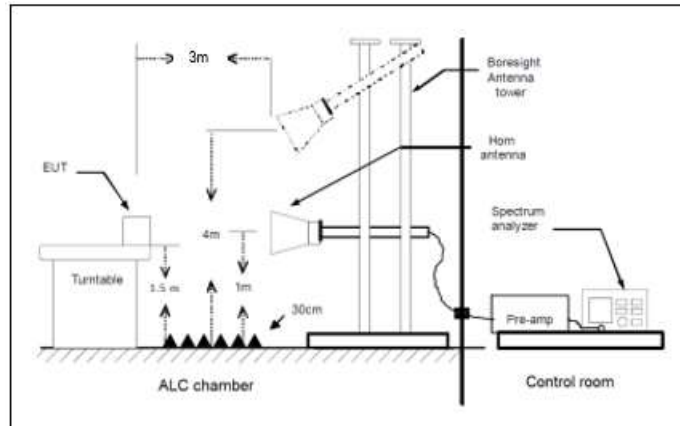 3m
Boresight
Antenna
tower
Horn
antenna
EUT
Spectrum
analyzer
4m
Turntable
1.5 m
1m
30cm
Pre-amp
ALC chamber
Control room